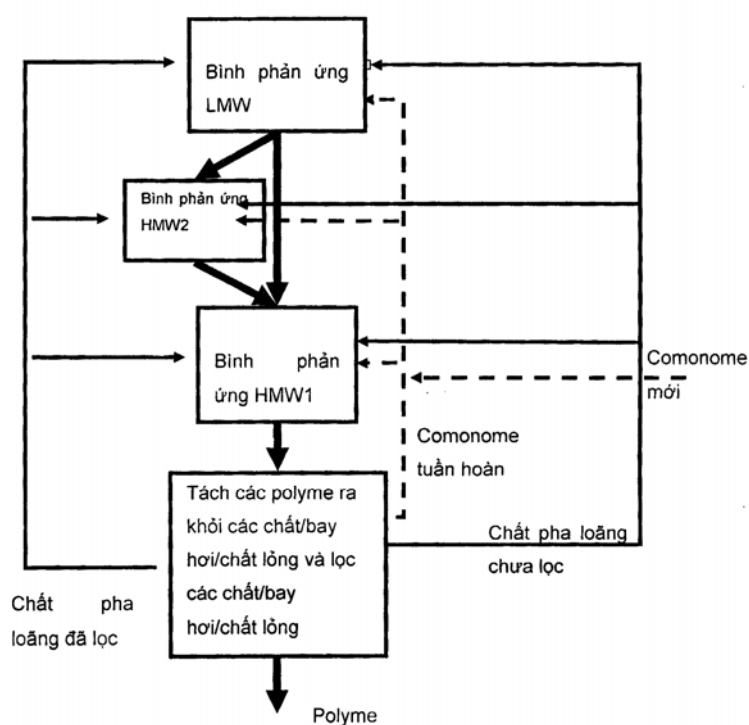 Bình phản ứng
LMW
Bình phản ứng
HMW2
Bình phản
ứng HMW1
Comonome
mới
Comonome
tuần hoàn
Tách các polyme ra
khỏi các chất/bay
hơi/chất lỏng và lọc
các chất/bay
hơi/chất lỏng
Chất pha loãng
chưa lọc
Chất pha
loãng đã lọc
Polyme